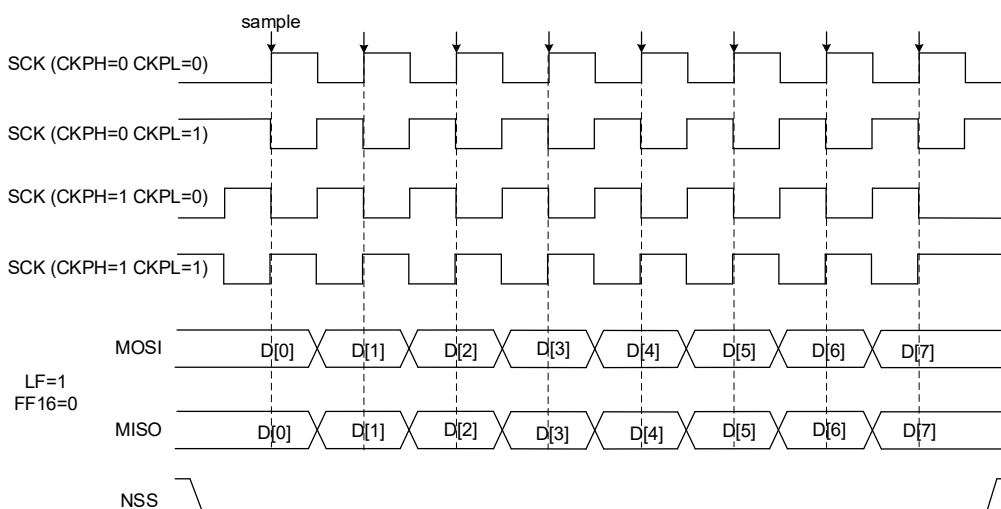 sample
SCK (CKPH=0 CKPL=0)
SCK (CKPH=0 CKPL=1)
SCK (CKPH=1 CKPL=0)
SCK (CKPH=1 CKPL=1)
MOSI D[0] D[1] D[2] D[3] D[4] D[5] D[6] D[7]
LF=1
FF16=0
MISO D[0] D[1] D[2] D[3] D[4] D[5] D[6] D[7]
NSS